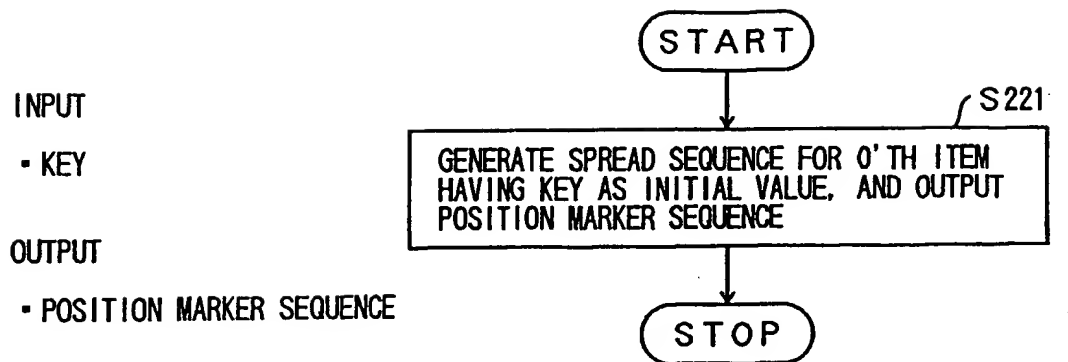 START
INPUT
• KEY
OUTPUT
• POSITION MARKER SEQUENCE
S221
GENERATE SPREAD SEQUENCE FOR 0'TH ITEM
HAVING KEY AS INITIAL VALUE, AND OUTPUT
POSITION MARKER SEQUENCE
STOP